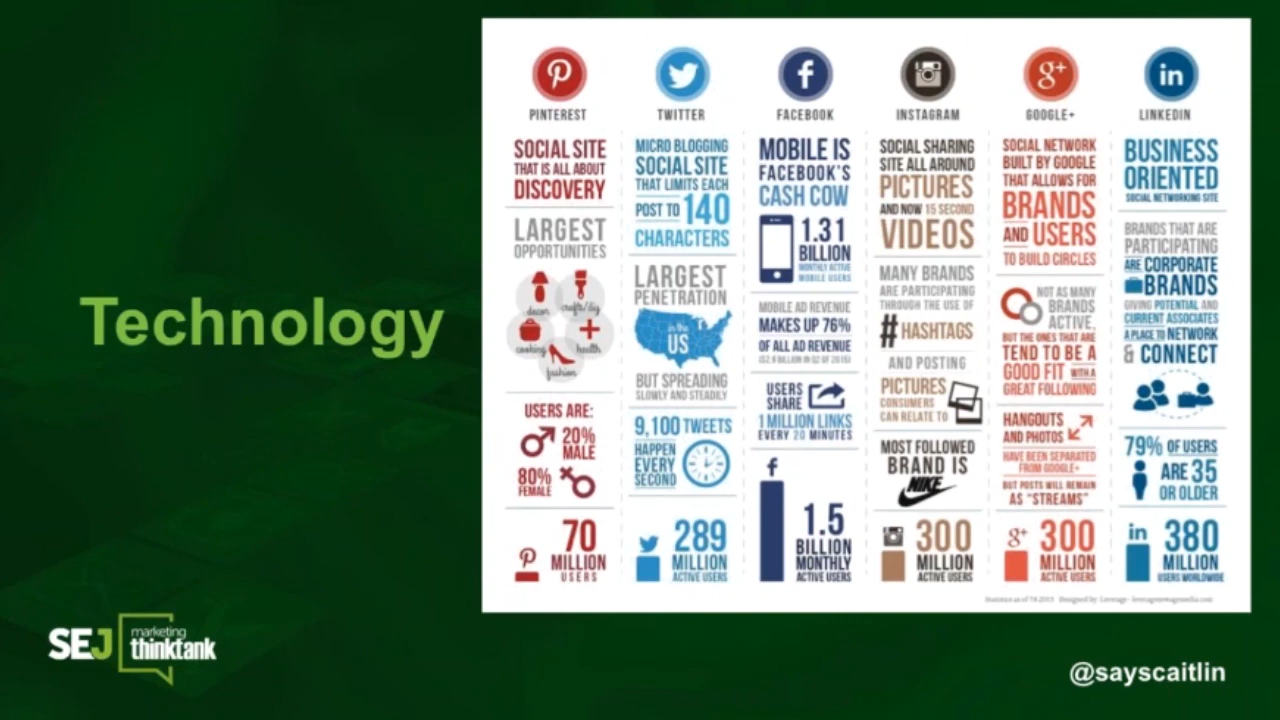 Technology
PINTEREST
SOCIAL SITE
THAT IS ALL ABOUT
DISCOVERY
LARGEST
OPPORTUNITIES
decor
crafts/diy
cooking
health
fashion
USERS ARE:
20%
MALE
80%
FEMALE
70
MILLION
USERS
TWITTER
MICRO BLOGGING
SOCIAL SITE
THAT LIMITS EACH
POST TO 140
CHARACTERS
LARGEST
PENETRATION
in the
US
BUT SPREADING
SLOWLY AND STEADILY
9,100 TWEETS
HAPPEN
EVERY
SECOND
289
MILLION
ACTIVE USERS
f
FACEBOOK
MOBILE IS
FACEBOOK'S
CASH COW
1.31
BILLION
MONTHLY ACTIVE
MOBILE USERS
MOBILE AD REVENUE
MAKES UP 76%
OF ALL AD REVENUE
($2.9 BILLION IN Q2 OF 2015)
USERS
SHARE
1 MILLION LINKS
EVERY 20 MINUTES
f
1.5
BILLION
MONTHLY
ACTIVE USERS
INSTAGRAM
SOCIAL SHARING
SITE ALL AROUND
PICTURES
AND NOW 15 SECOND
VIDEOS
MANY BRANDS
ARE PARTICIPATING
THROUGH THE USE OF
# HASHTAGS
AND POSTING
PICTURES
CONSUMERS
CAN RELATE TO
MOST FOLLOWED
BRAND IS
NIKE
300
MILLION
ACTIVE USERS
g+
GOOGLE+
SOCIAL NETWORK
BUILT BY GOOGLE
THAT ALLOWS FOR
BRANDS
AND USERS
TO BUILD CIRCLES
NOT AS MANY
BRANDS
ACTIVE,
BUT THE ONES THAT ARE
TEND TO BE A
GOOD FIT WITH A
GREAT FOLLOWING
HANGOUTS
AND PHOTOS
HAVE BEEN SEPARATED
FROM GOOGLE+
BUT POSTS WILL REMAIN
AS "STREAMS"
g+
300
MILLION
ACTIVE USERS
in
LINKEDIN
BUSINESS
ORIENTED
SOCIAL NETWORKING SITE
BRANDS THAT ARE
PARTICIPATING
ARE CORPORATE
BRANDS
GIVING POTENTIAL AND
CURRENT ASSOCIATES
A PLACE TO NETWORK
& CONNECT
79% OF USERS
ARE 35
OR OLDER
in
380
MILLION
USERS WORLDWIDE
SEJ marketing
thinktank
@sayscaitlin